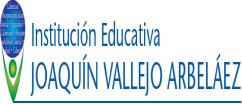 Institución Educativa
JOAQUÍN VALLEJO ARBELÁEZ